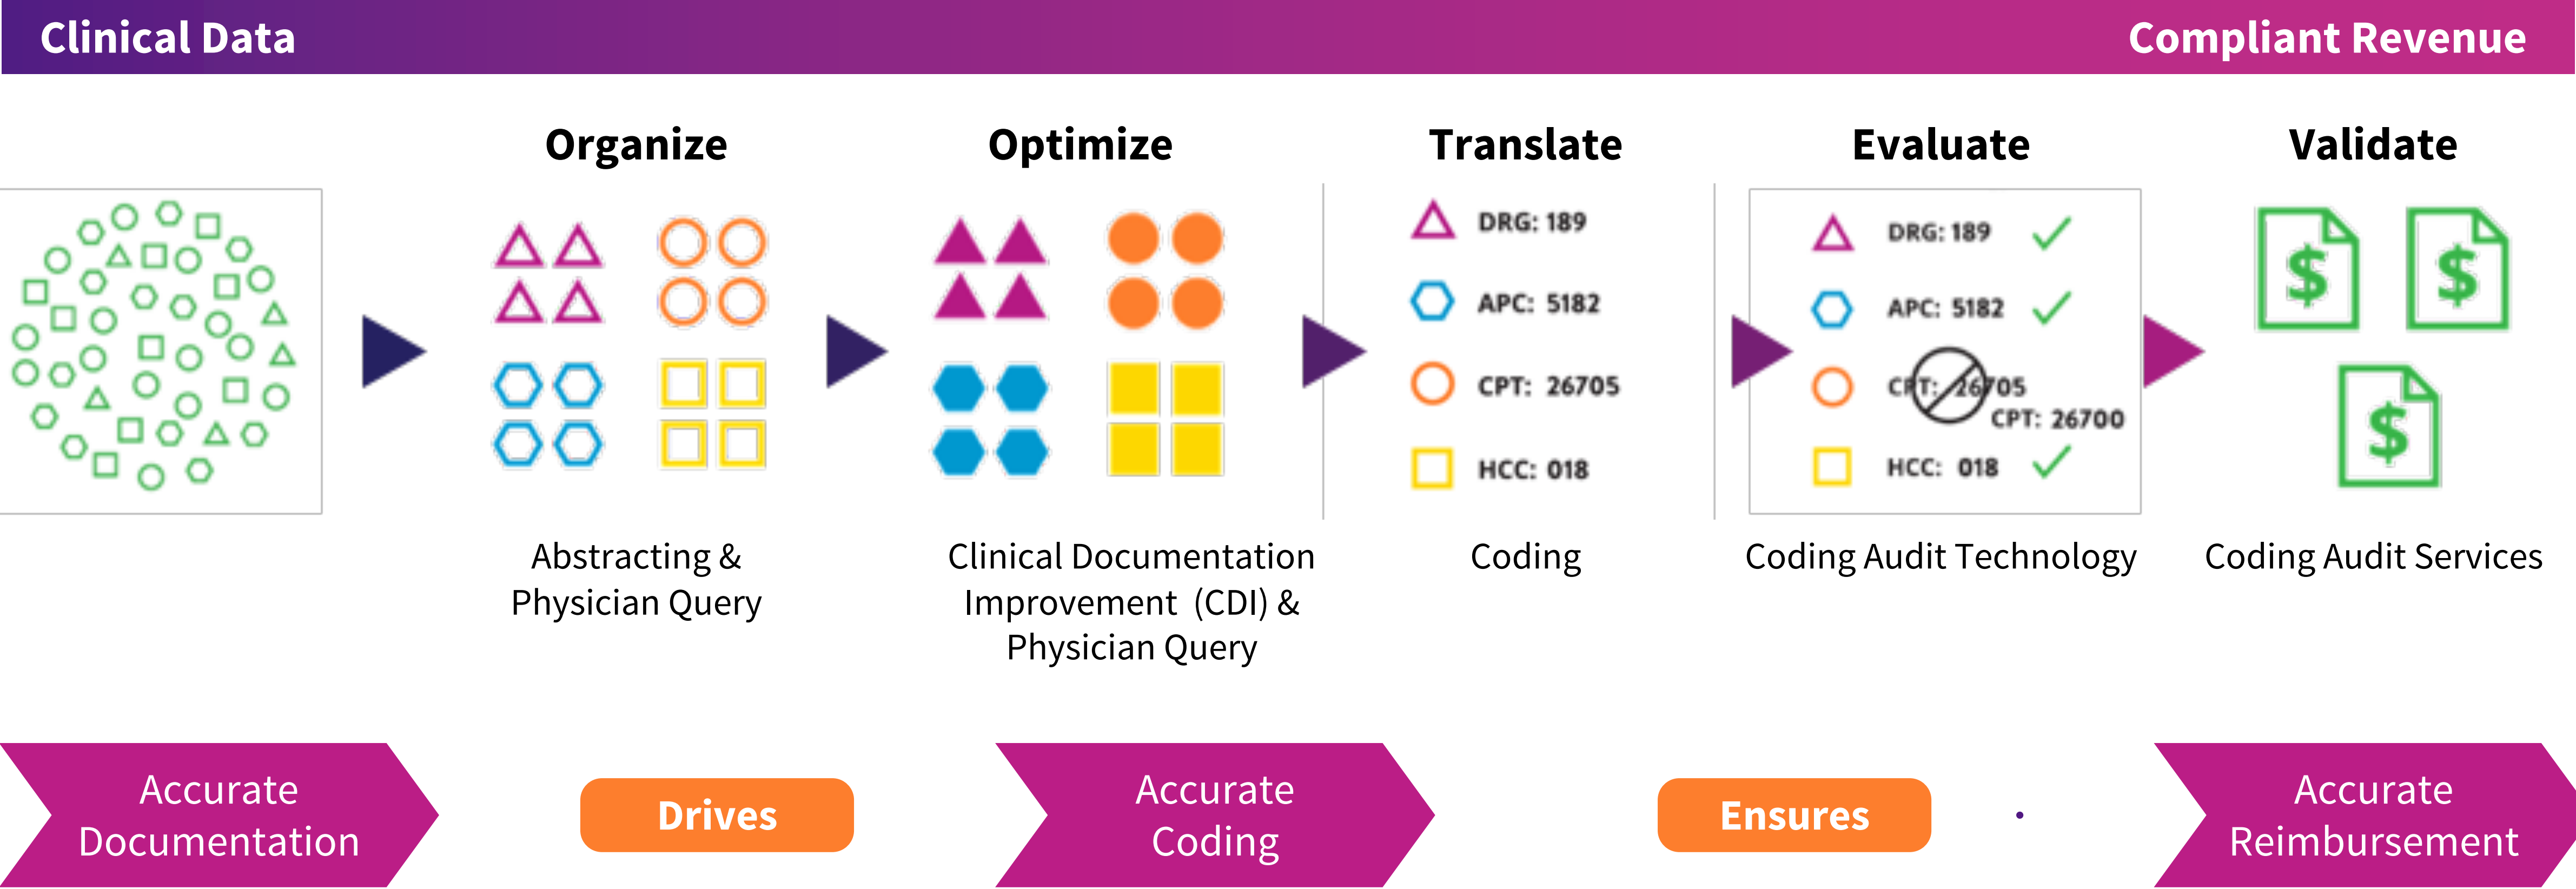 Clinical Data
Compliant Revenue
Organize
Optimize
Translate
Evaluate
Validate
DRG: 189
APC: 5182
CPT: 26705
HCC: 018
DRG: 189
APC: 5182
CPT: 26705
CPT: 26700
HCC: 018
$
$
$
Abstracting &
Physician Query
Clinical Documentation
Improvement (CDI) &
Physician Query
Coding
Coding Audit Technology
Coding Audit Services
Accurate
Documentation
Drives
Accurate
Coding
Ensures
Accurate
Reimbursement